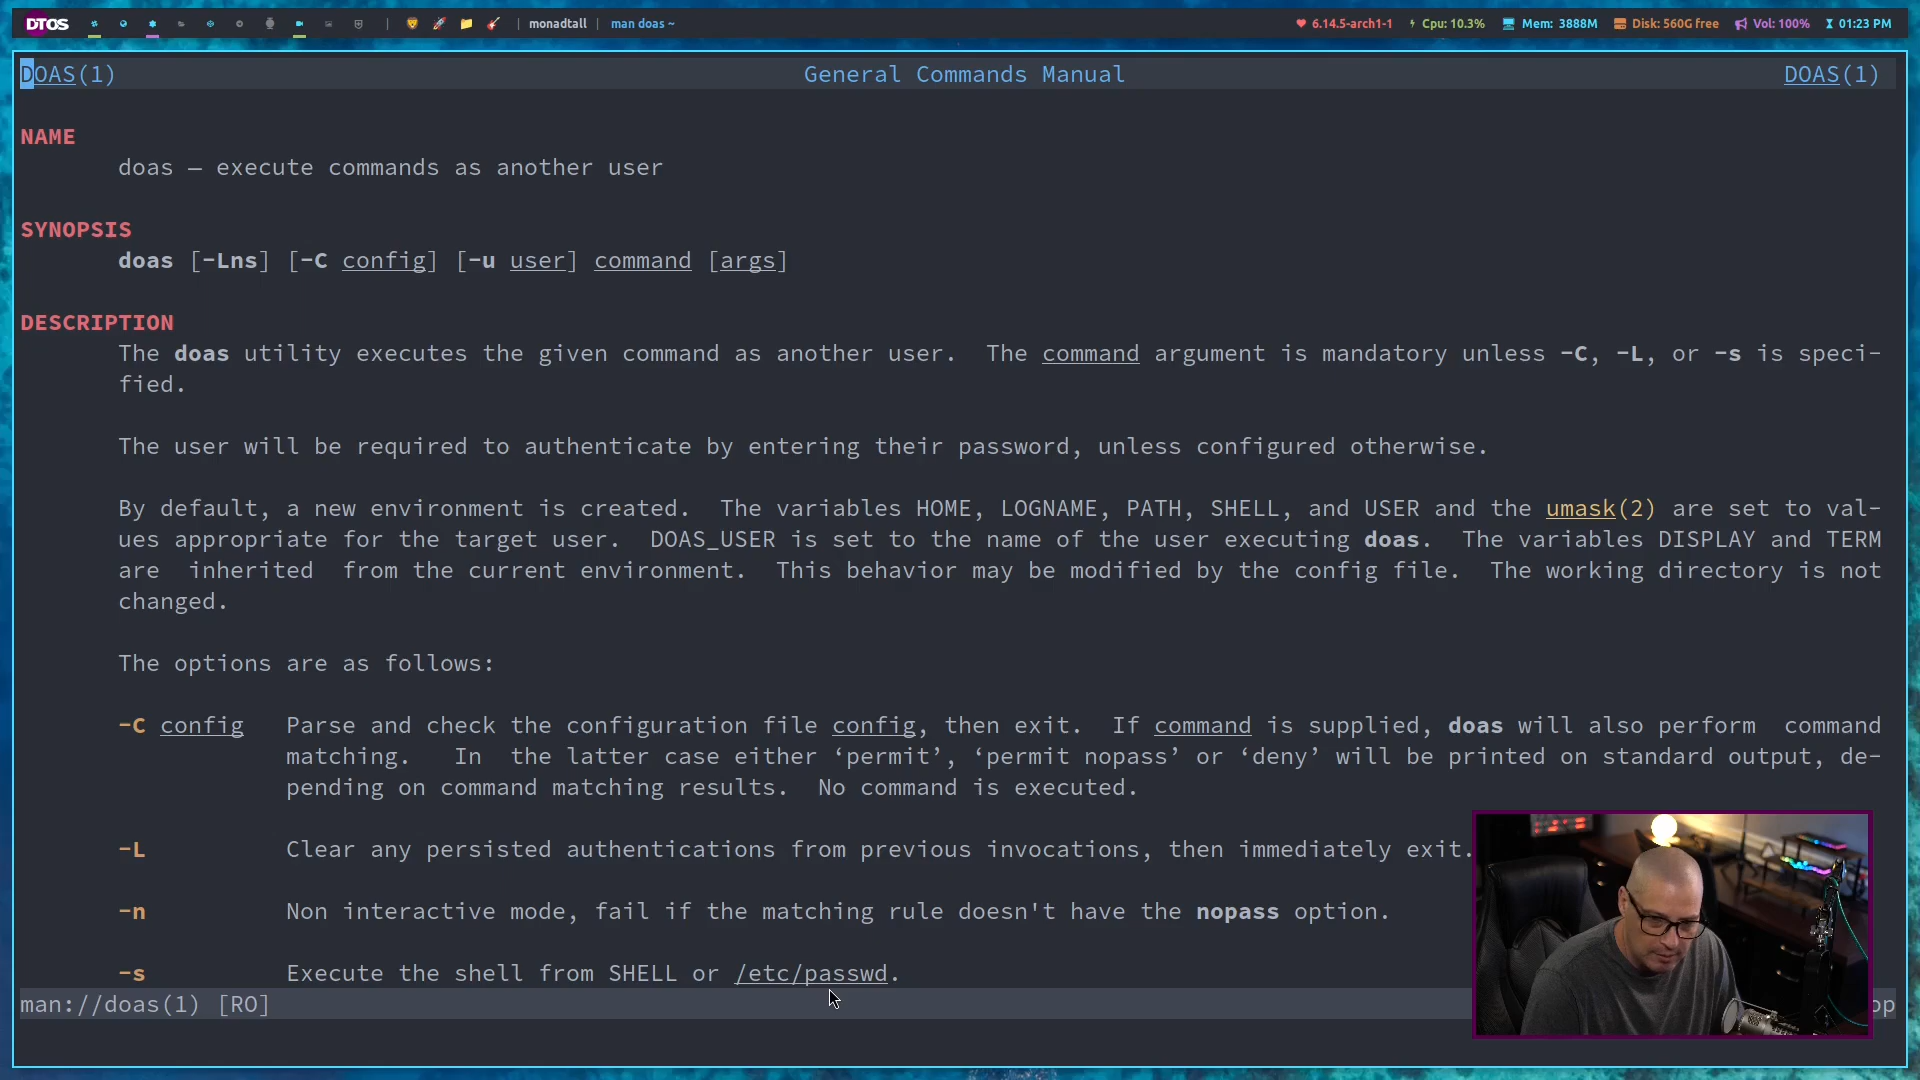 DTOS | monadtall | man doas ~ 6.14.5-arch1-1 Cpu: 10.3% Mem: 3888M Disk: 560G free Vol: 100% 01:23 PM
DOAS(1) General Commands Manual DOAS(1)
NAME
doas — execute commands as another user
SYNOPSIS
doas [-Lns] [-C config] [-u user] command [args]
DESCRIPTION
The doas utility executes the given command as another user. The command argument is mandatory unless -C, -L, or -s is speci-
fied.
The user will be required to authenticate by entering their password, unless configured otherwise.
By default, a new environment is created. The variables HOME, LOGNAME, PATH, SHELL, and USER and the umask(2) are set to val-
ues appropriate for the target user. DOAS_USER is set to the name of the user executing doas. The variables DISPLAY and TERM
are inherited from the current environment. This behavior may be modified by the config file. The working directory is not
changed.
The options are as follows:
-C config Parse and check the configuration file config, then exit. If command is supplied, doas will also perform command
matching. In the latter case either ‘permit’, ‘permit nopass’ or ‘deny’ will be printed on standard output, de-
pending on command matching results. No command is executed.
-L Clear any persisted authentications from previous invocations, then immediately exit.
-n Non interactive mode, fail if the matching rule doesn't have the nopass option.
-s Execute the shell from SHELL or /etc/passwd.
man://doas(1) [RO] op